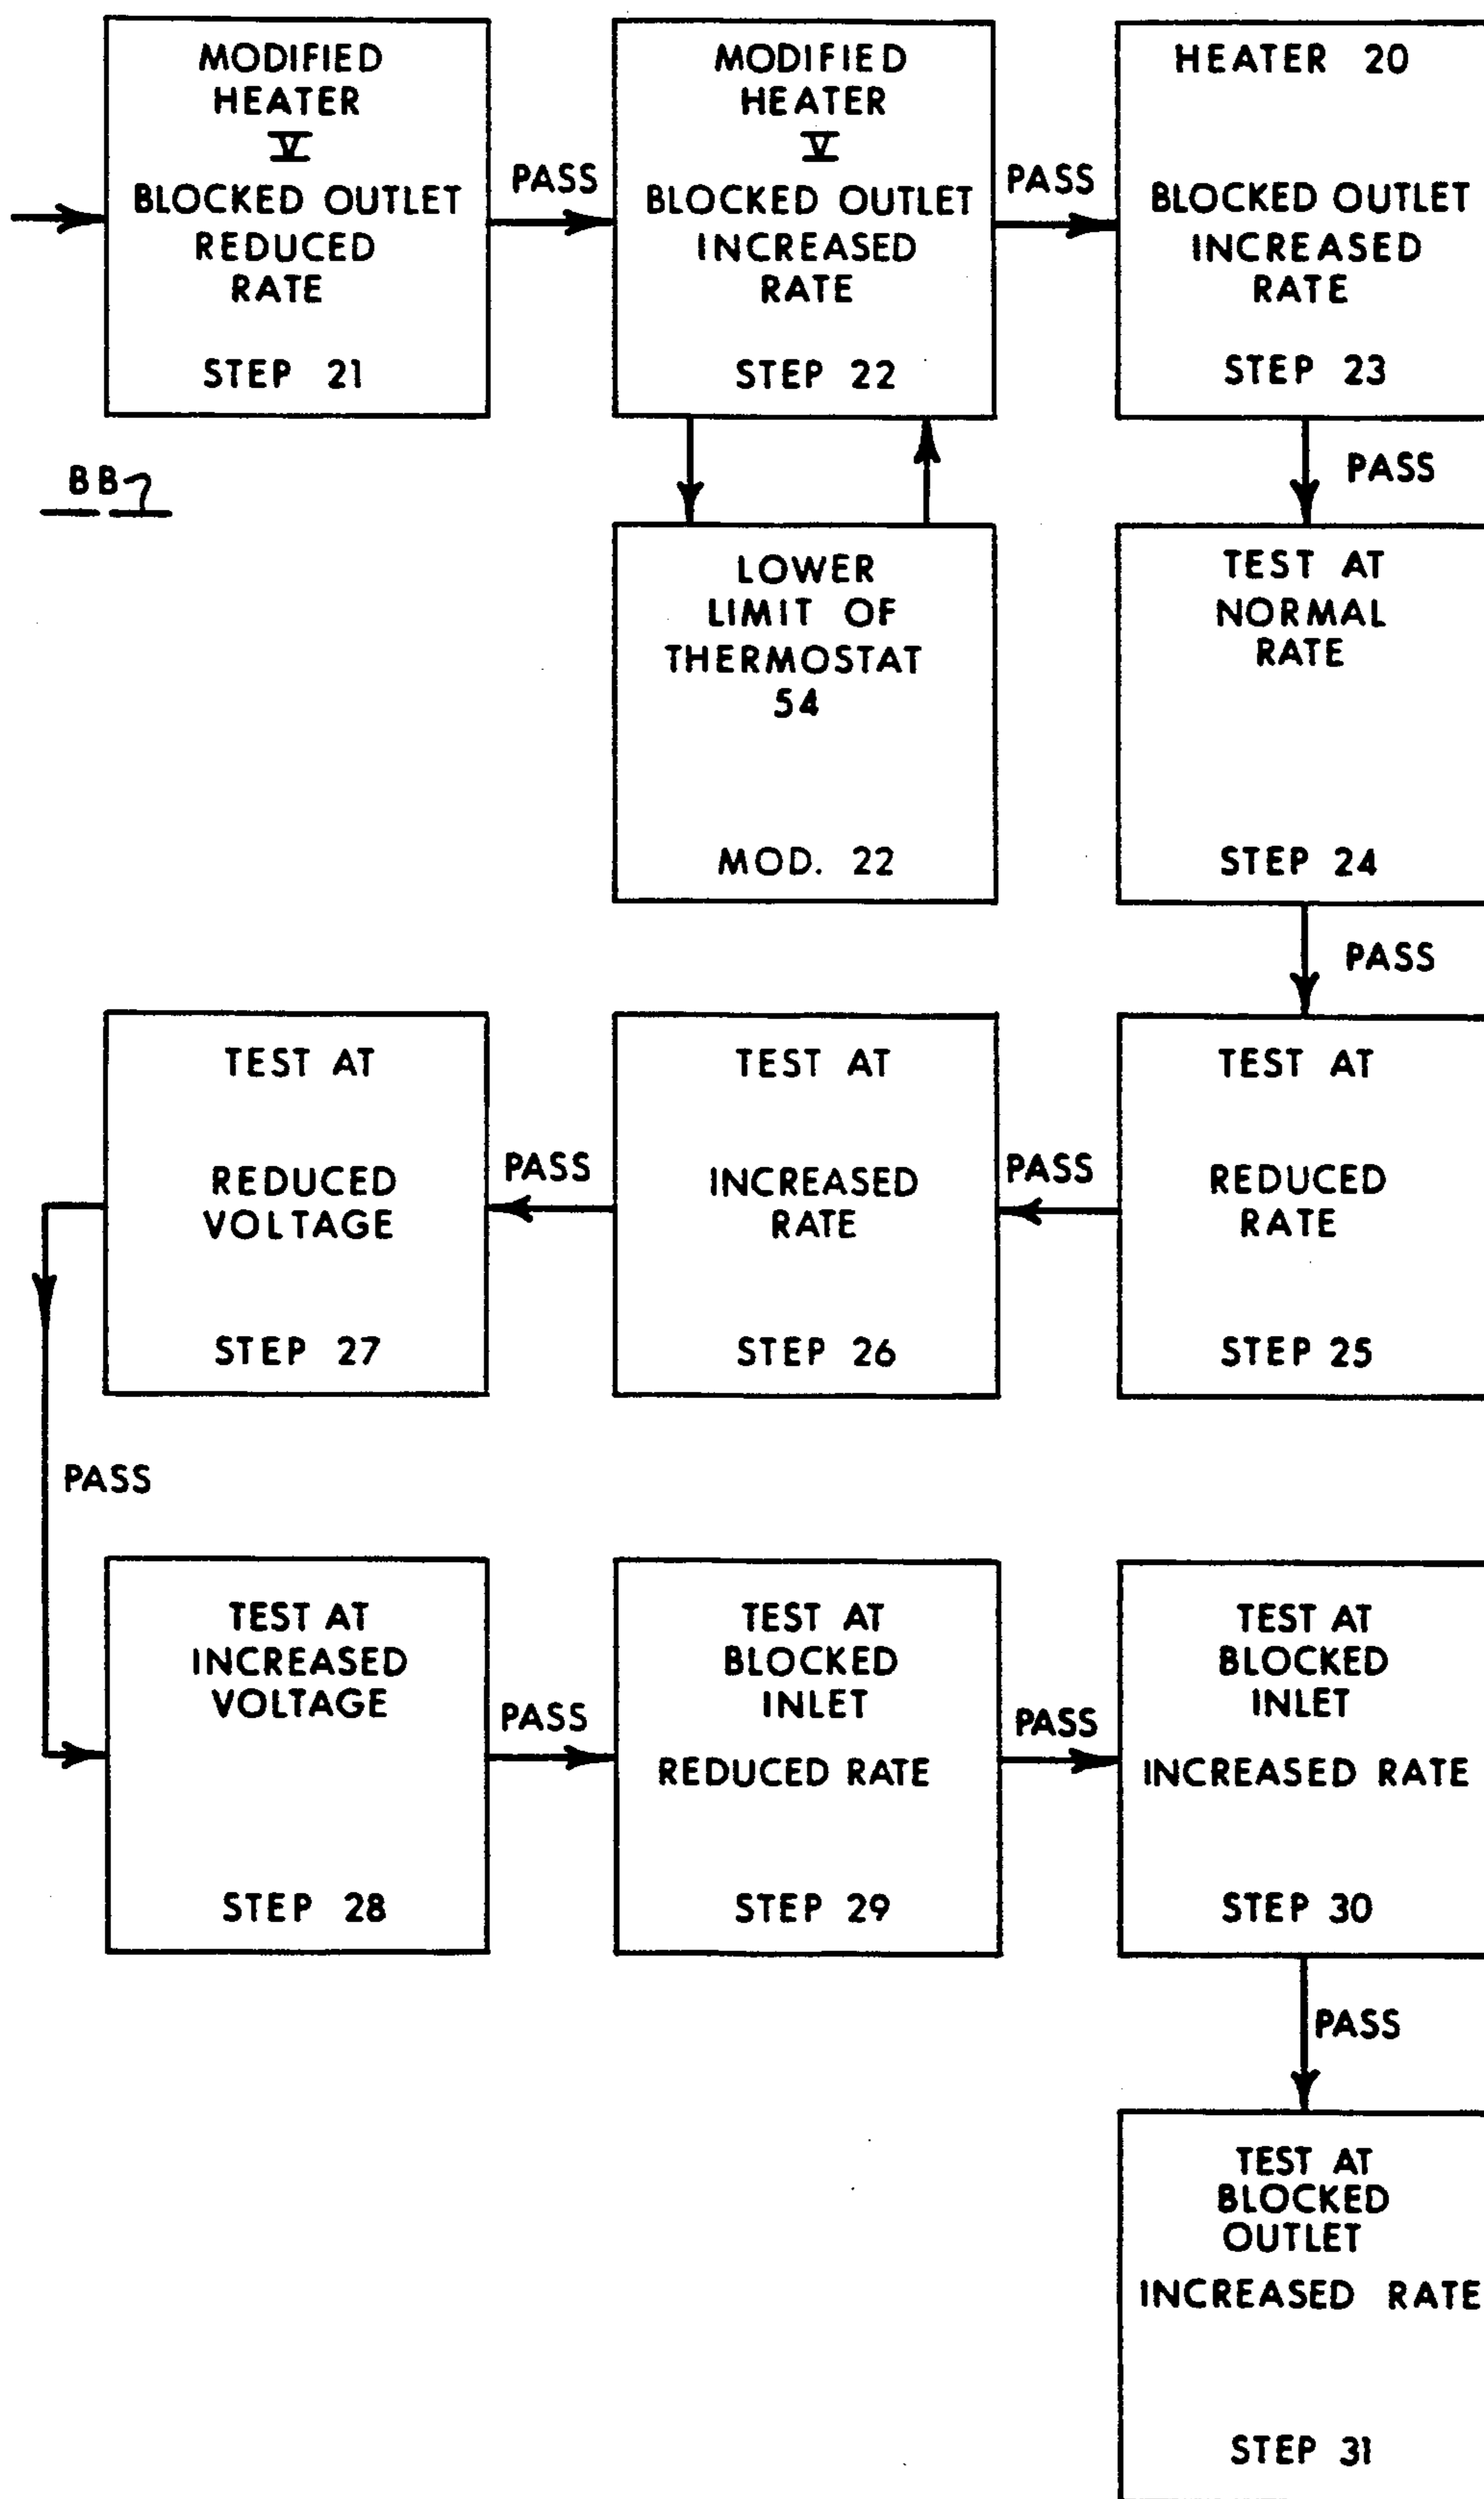 MODIFIED
HEATER
V
BLOCKED OUTLET
REDUCED
RATE
STEP 21
PASS
MODIFIED
HEATER
V
BLOCKED OUTLET
INCREASED
RATE
STEP 22
PASS
HEATER 20
BLOCKED OUTLET
INCREASED
RATE
STEP 23
BB
LOWER
LIMIT OF
THERMOSTAT
54
MOD. 22
PASS
TEST AT
NORMAL
RATE
STEP 24
PASS
TEST AT
REDUCED
RATE
STEP 25
PASS
TEST AT
INCREASED
RATE
STEP 26
PASS
TEST AT
REDUCED
VOLTAGE
STEP 27
PASS
TEST AT
INCREASED
VOLTAGE
STEP 28
PASS
TEST AT
BLOCKED
INLET
REDUCED RATE
STEP 29
PASS
TEST AT
BLOCKED
INLET
INCREASED RATE
STEP 30
PASS
TEST AT
BLOCKED
OUTLET
INCREASED RATE
STEP 31